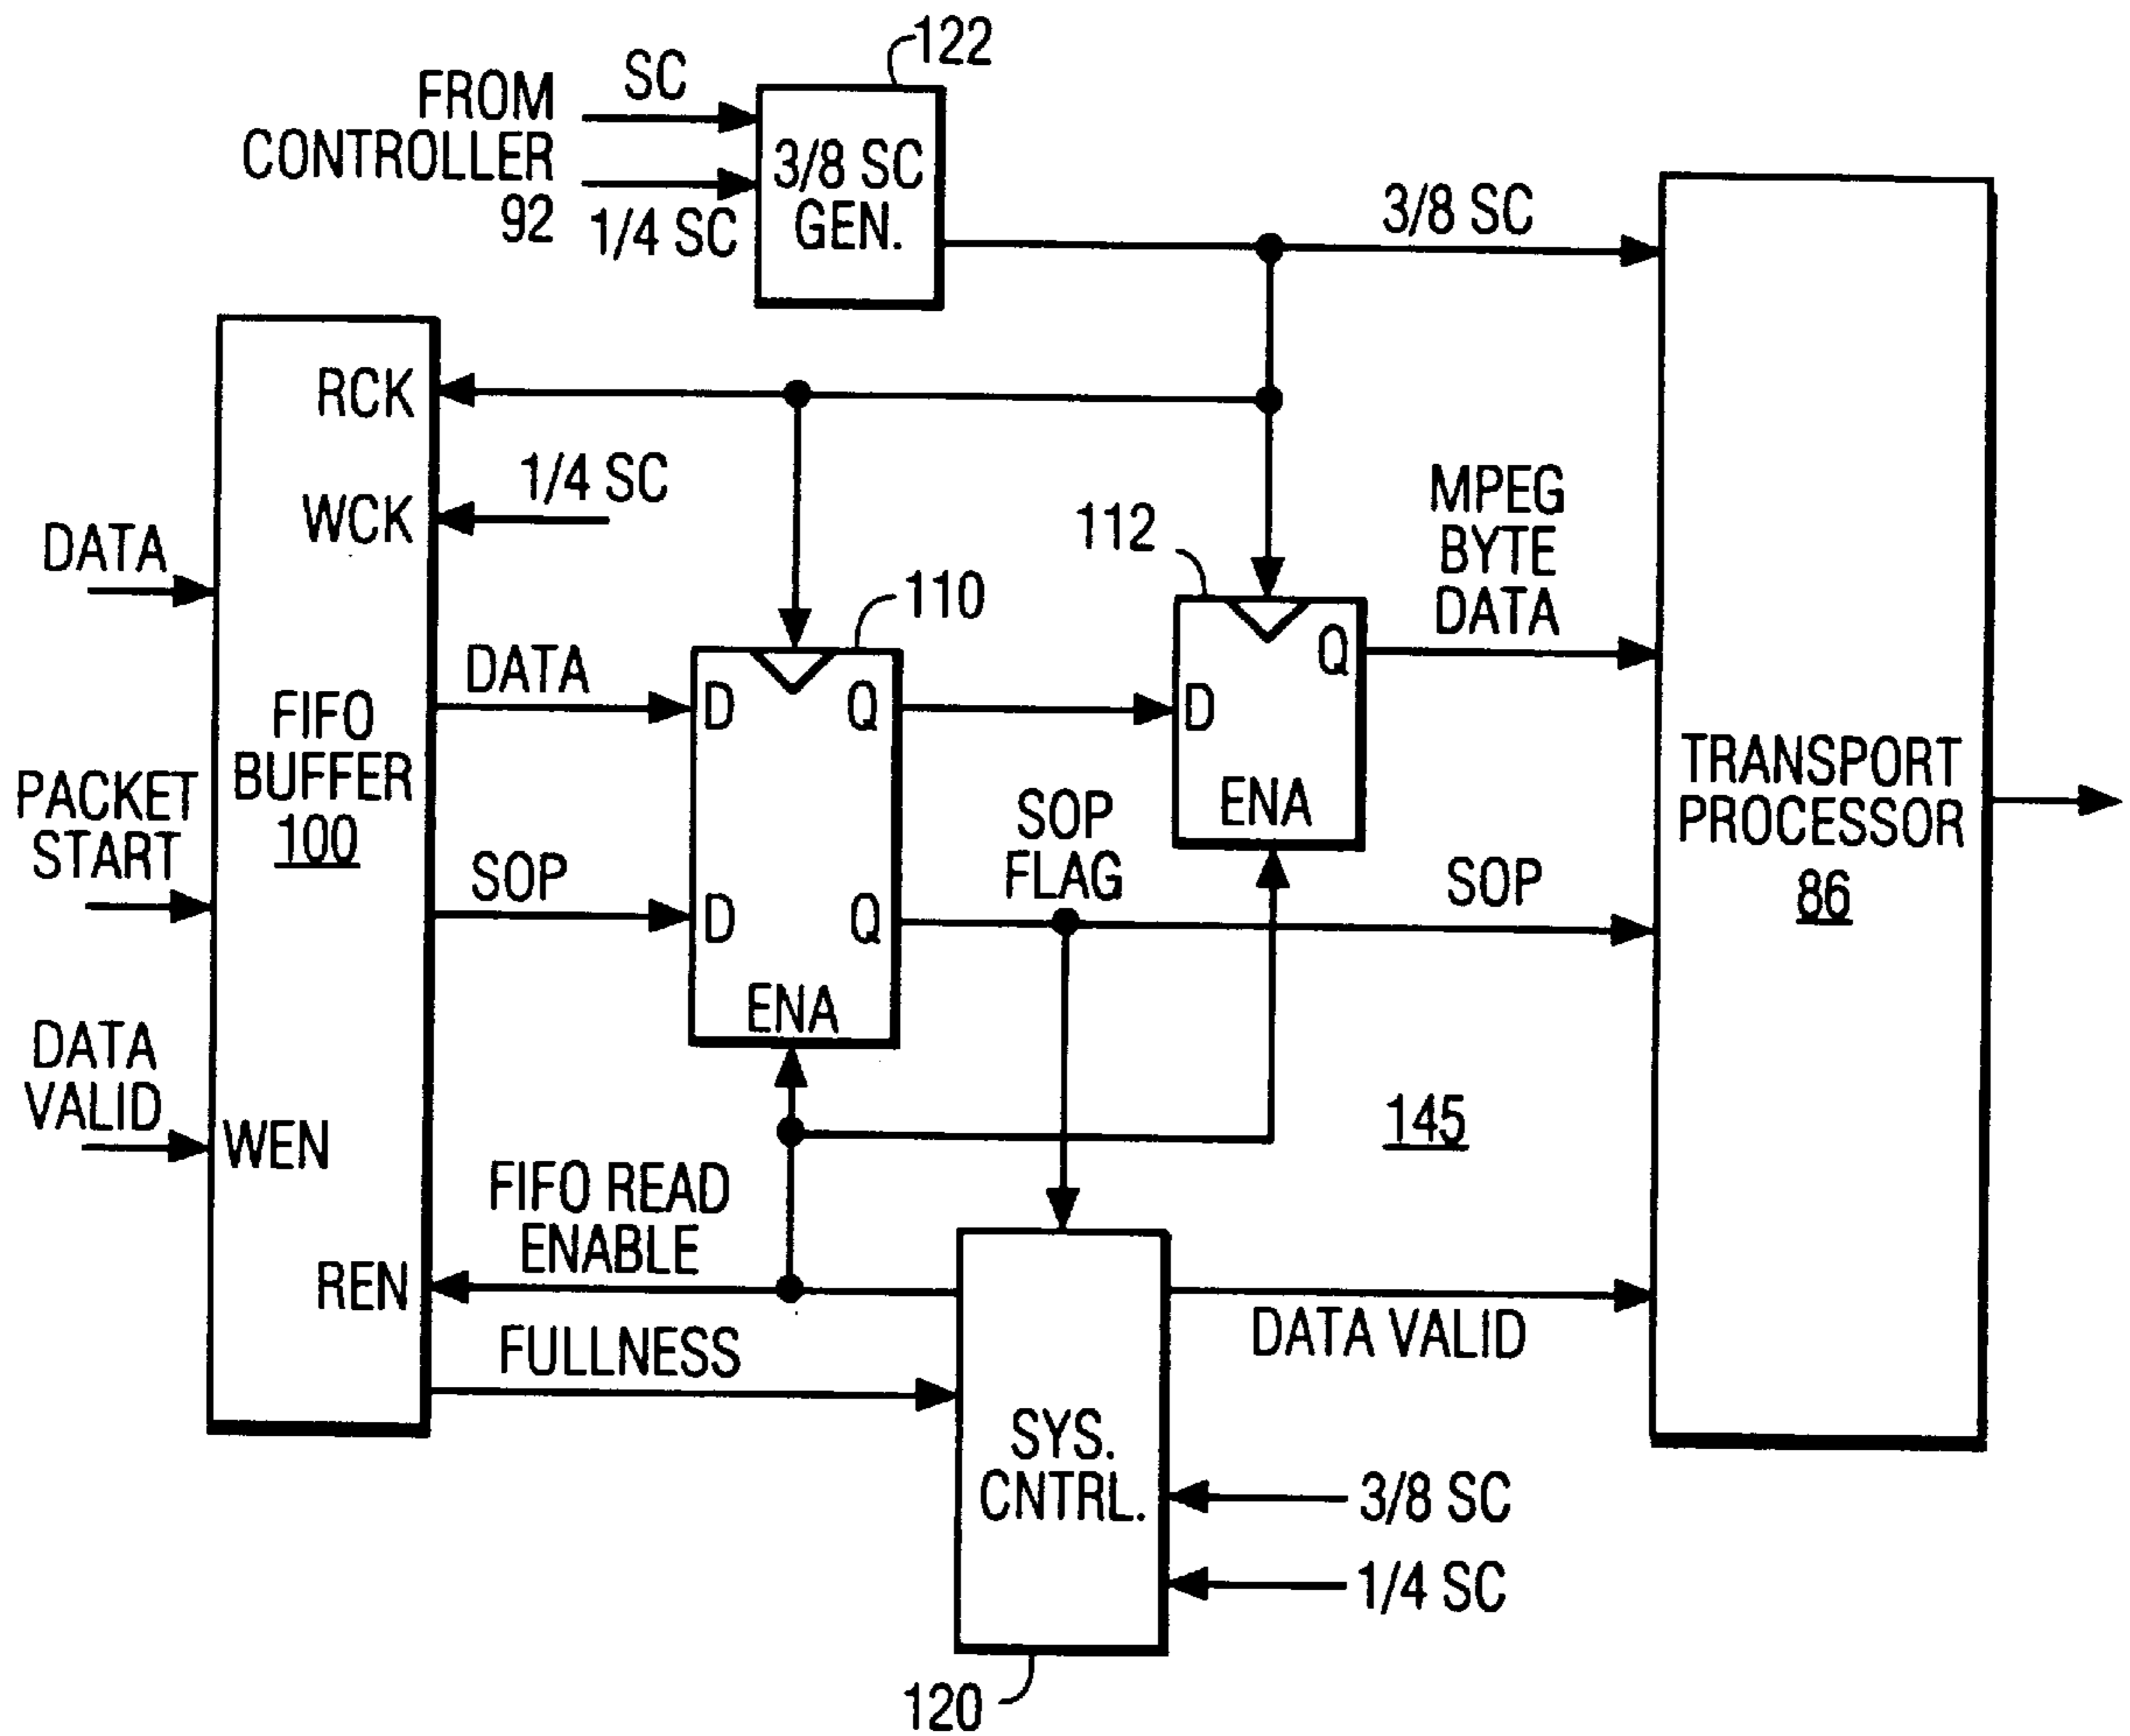 122
SC
FROM
CONTROLLER
92
1/4 SC
3/8 SC
GEN.
3/8 SC
RCK
1/4 SC
WCK
DATA
MPEG
BYTE
DATA
112
110
DATA
D
Q
D
Q
ENA
FIFO
BUFFER
100
PACKET
START
SOP
D
Q
ENA
SOP
FLAG
SOP
TRANSPORT
PROCESSOR
86
DATA
VALID
WEN
145
FIFO READ
ENABLE
REN
DATA VALID
FULLNESS
SYS.
CNTRL.
3/8 SC
1/4 SC
120